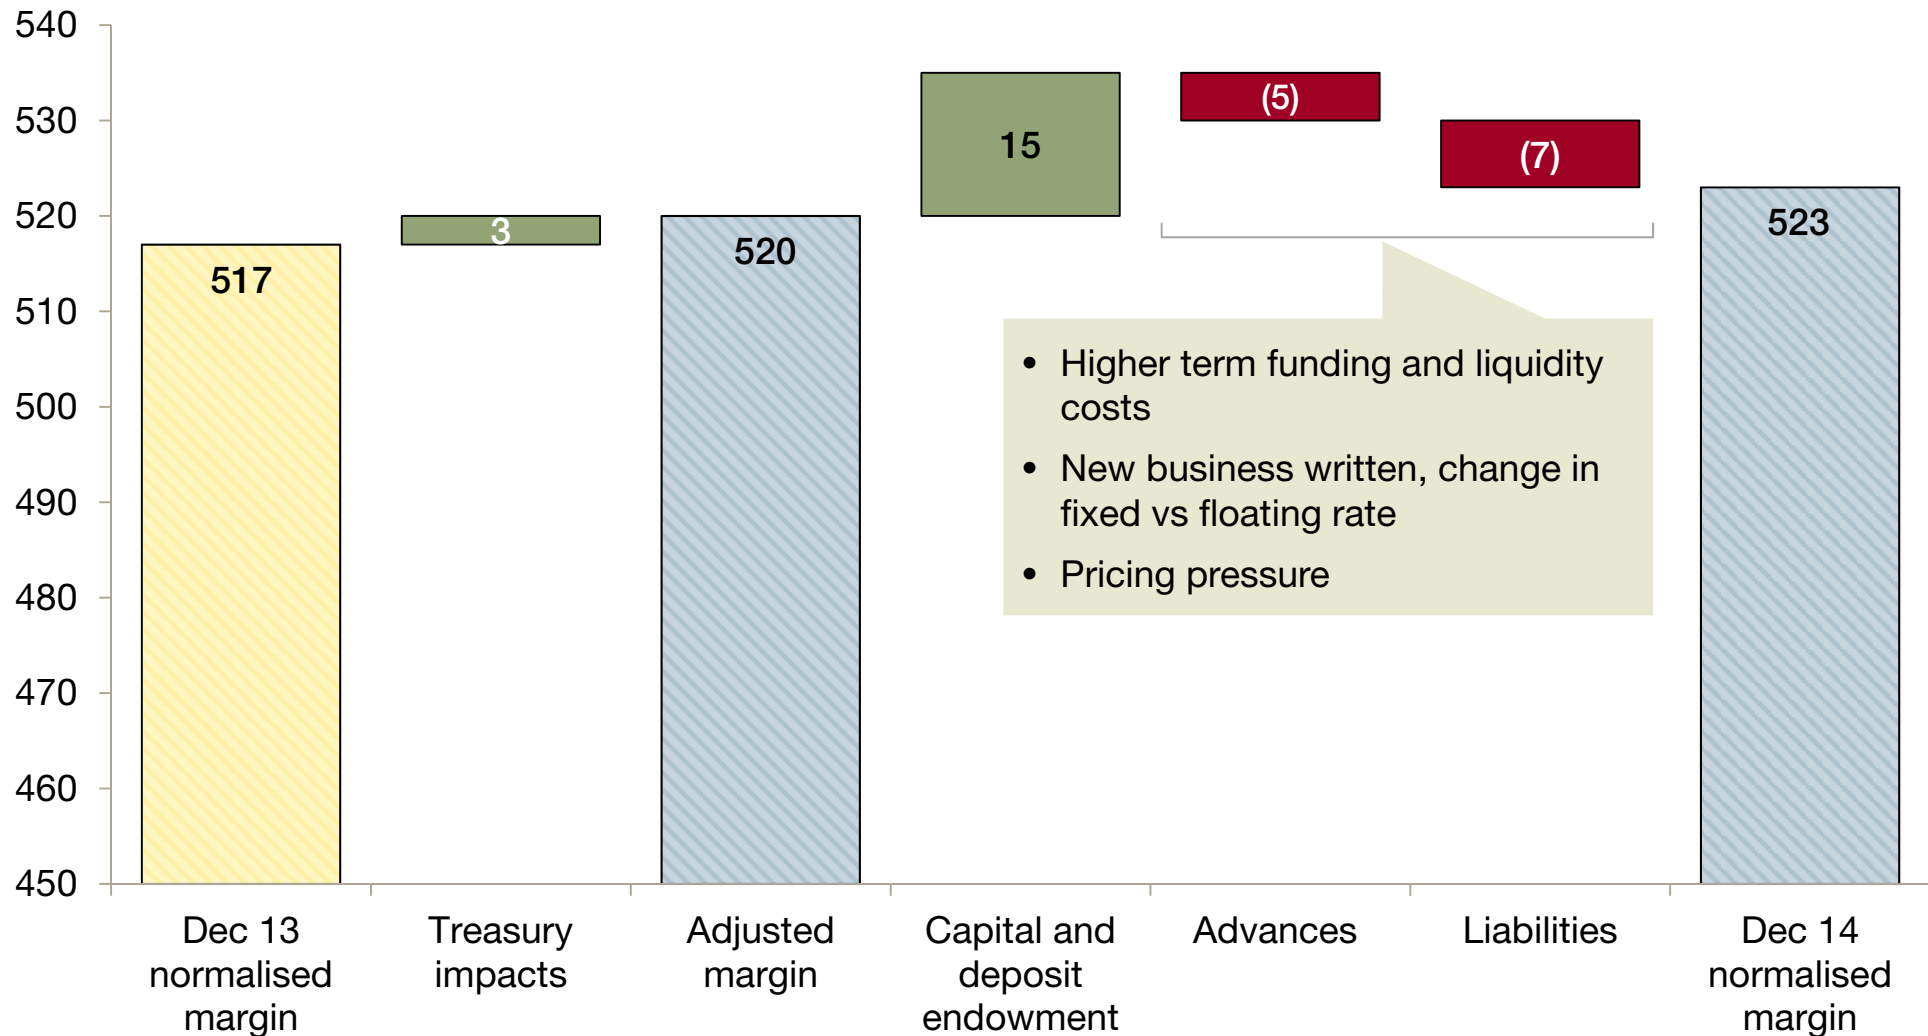 540
530
520
510
500
490
480
470
460
450
517
3
520
15
(5)
(7)
523
• Higher term funding and liquidity
costs
• New business written, change in
fixed vs floating rate
• Pricing pressure
Dec 13
normalised
margin
Treasury
impacts
Adjusted
margin
Capital and
deposit
endowment
Advances
Liabilities
Dec 14
normalised
margin